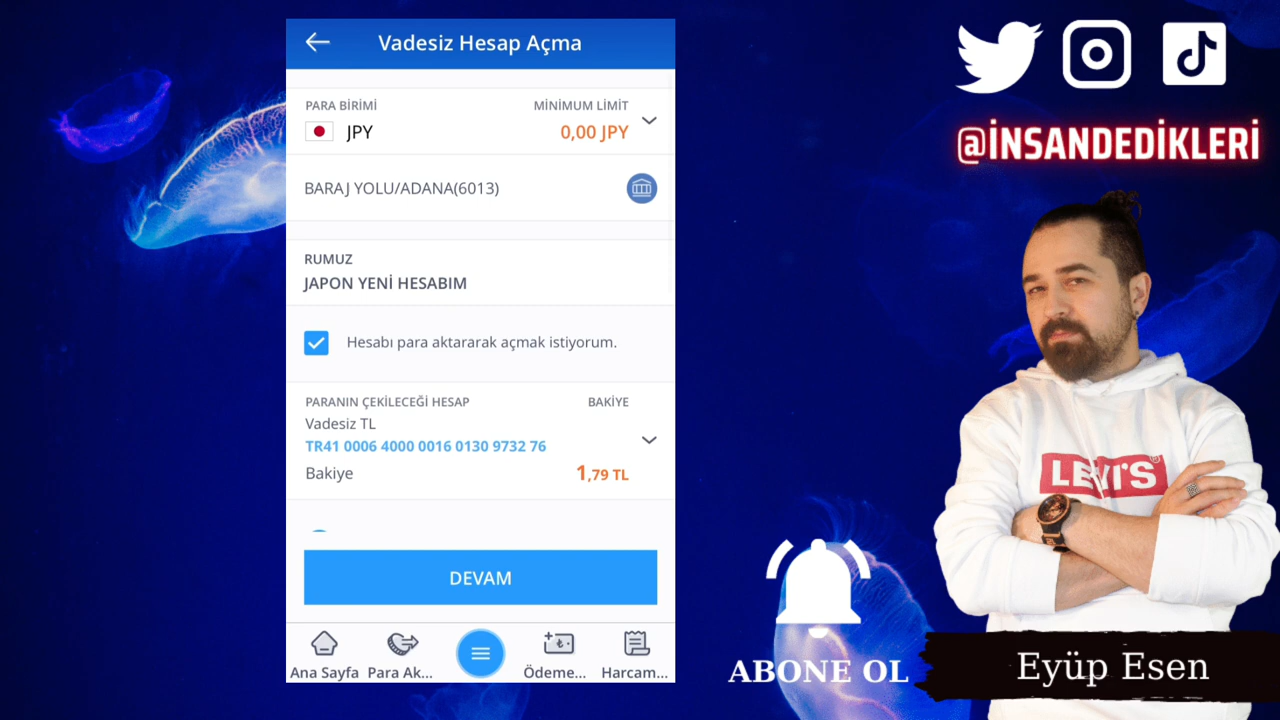 Vadesiz Hesap Açma
PARA BİRİMİ
MİNİMUM LİMİT
JPY
0,00 JPY
BARAJ YOLU/ADANA(6013)
RUMUZ
JAPON YENİ HESABIM
Hesabı para aktararak açmak istiyorum.
PARANIN ÇEKİLECEĞİ HESAP
BAKİYE
Vadesiz TL
TR41 0006 4000 0016 0130 9732 76
Bakiye
1,79 TL
DEVAM
Ana Sayfa
Para Ak...
Ödeme...
Harcam...
@İNSANDEDİKLERİ
LEVI'S
ABONE OL
Eyüp Esen